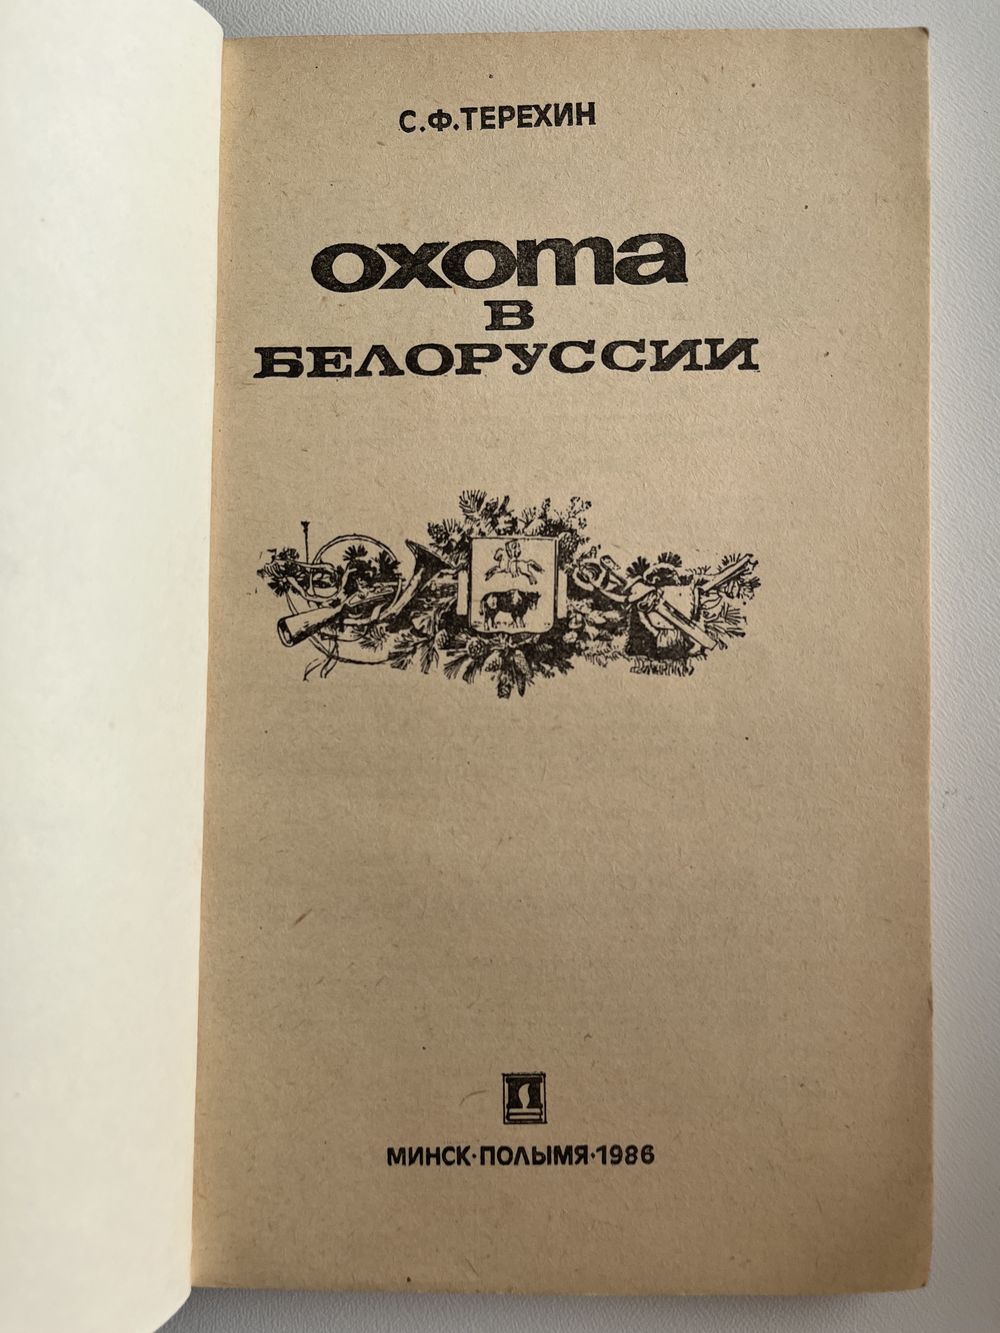 С.Ф.ТЕРЕХИН
охота
в
БЕЛОРУССИИ
П
МИНСК·ПОЛЫМЯ·1986